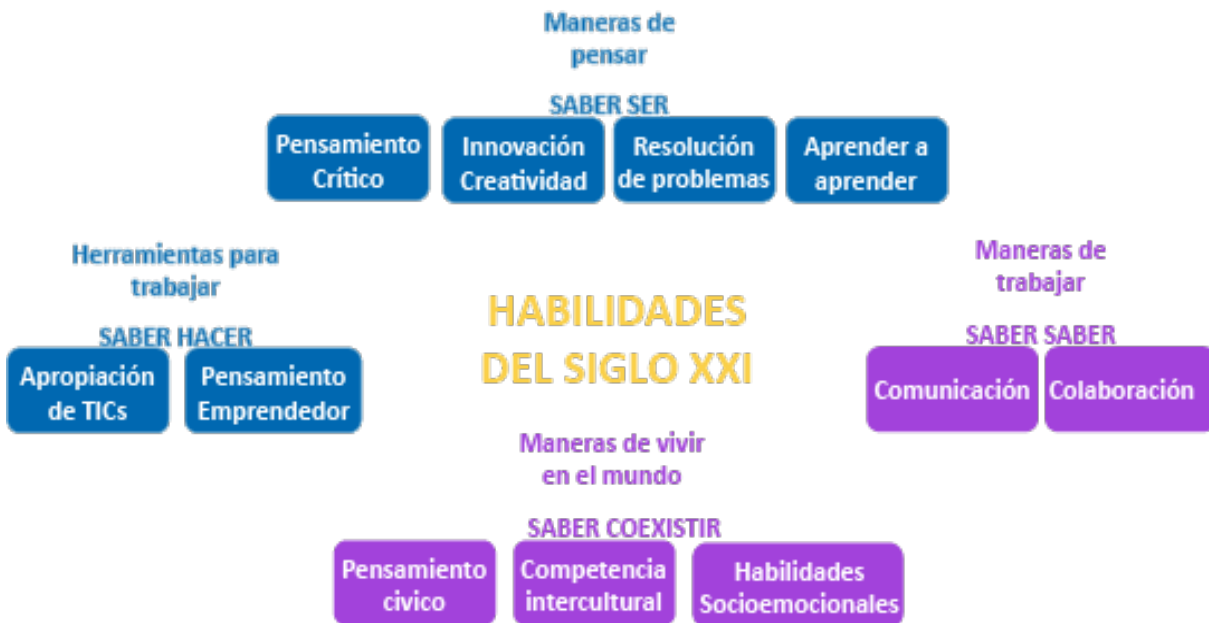 Maneras de
pensar
SABER SER
Pensamiento
Crítico
Innovación
Creatividad
Resolución
de problemas
Aprender a
aprender
Herramientas para
trabajar
SABER HACER
Apropiación
de TICs
Pensamiento
Emprendedor
HABILIDADES
DEL SIGLO XXI
Maneras de
trabajar
SABER SABER
Comunicación
Colaboración
Maneras de vivir
en el mundo
SABER COEXISTIR
Pensamiento
cívico
Competencia
intercultural
Habilidades
Socioemocionales